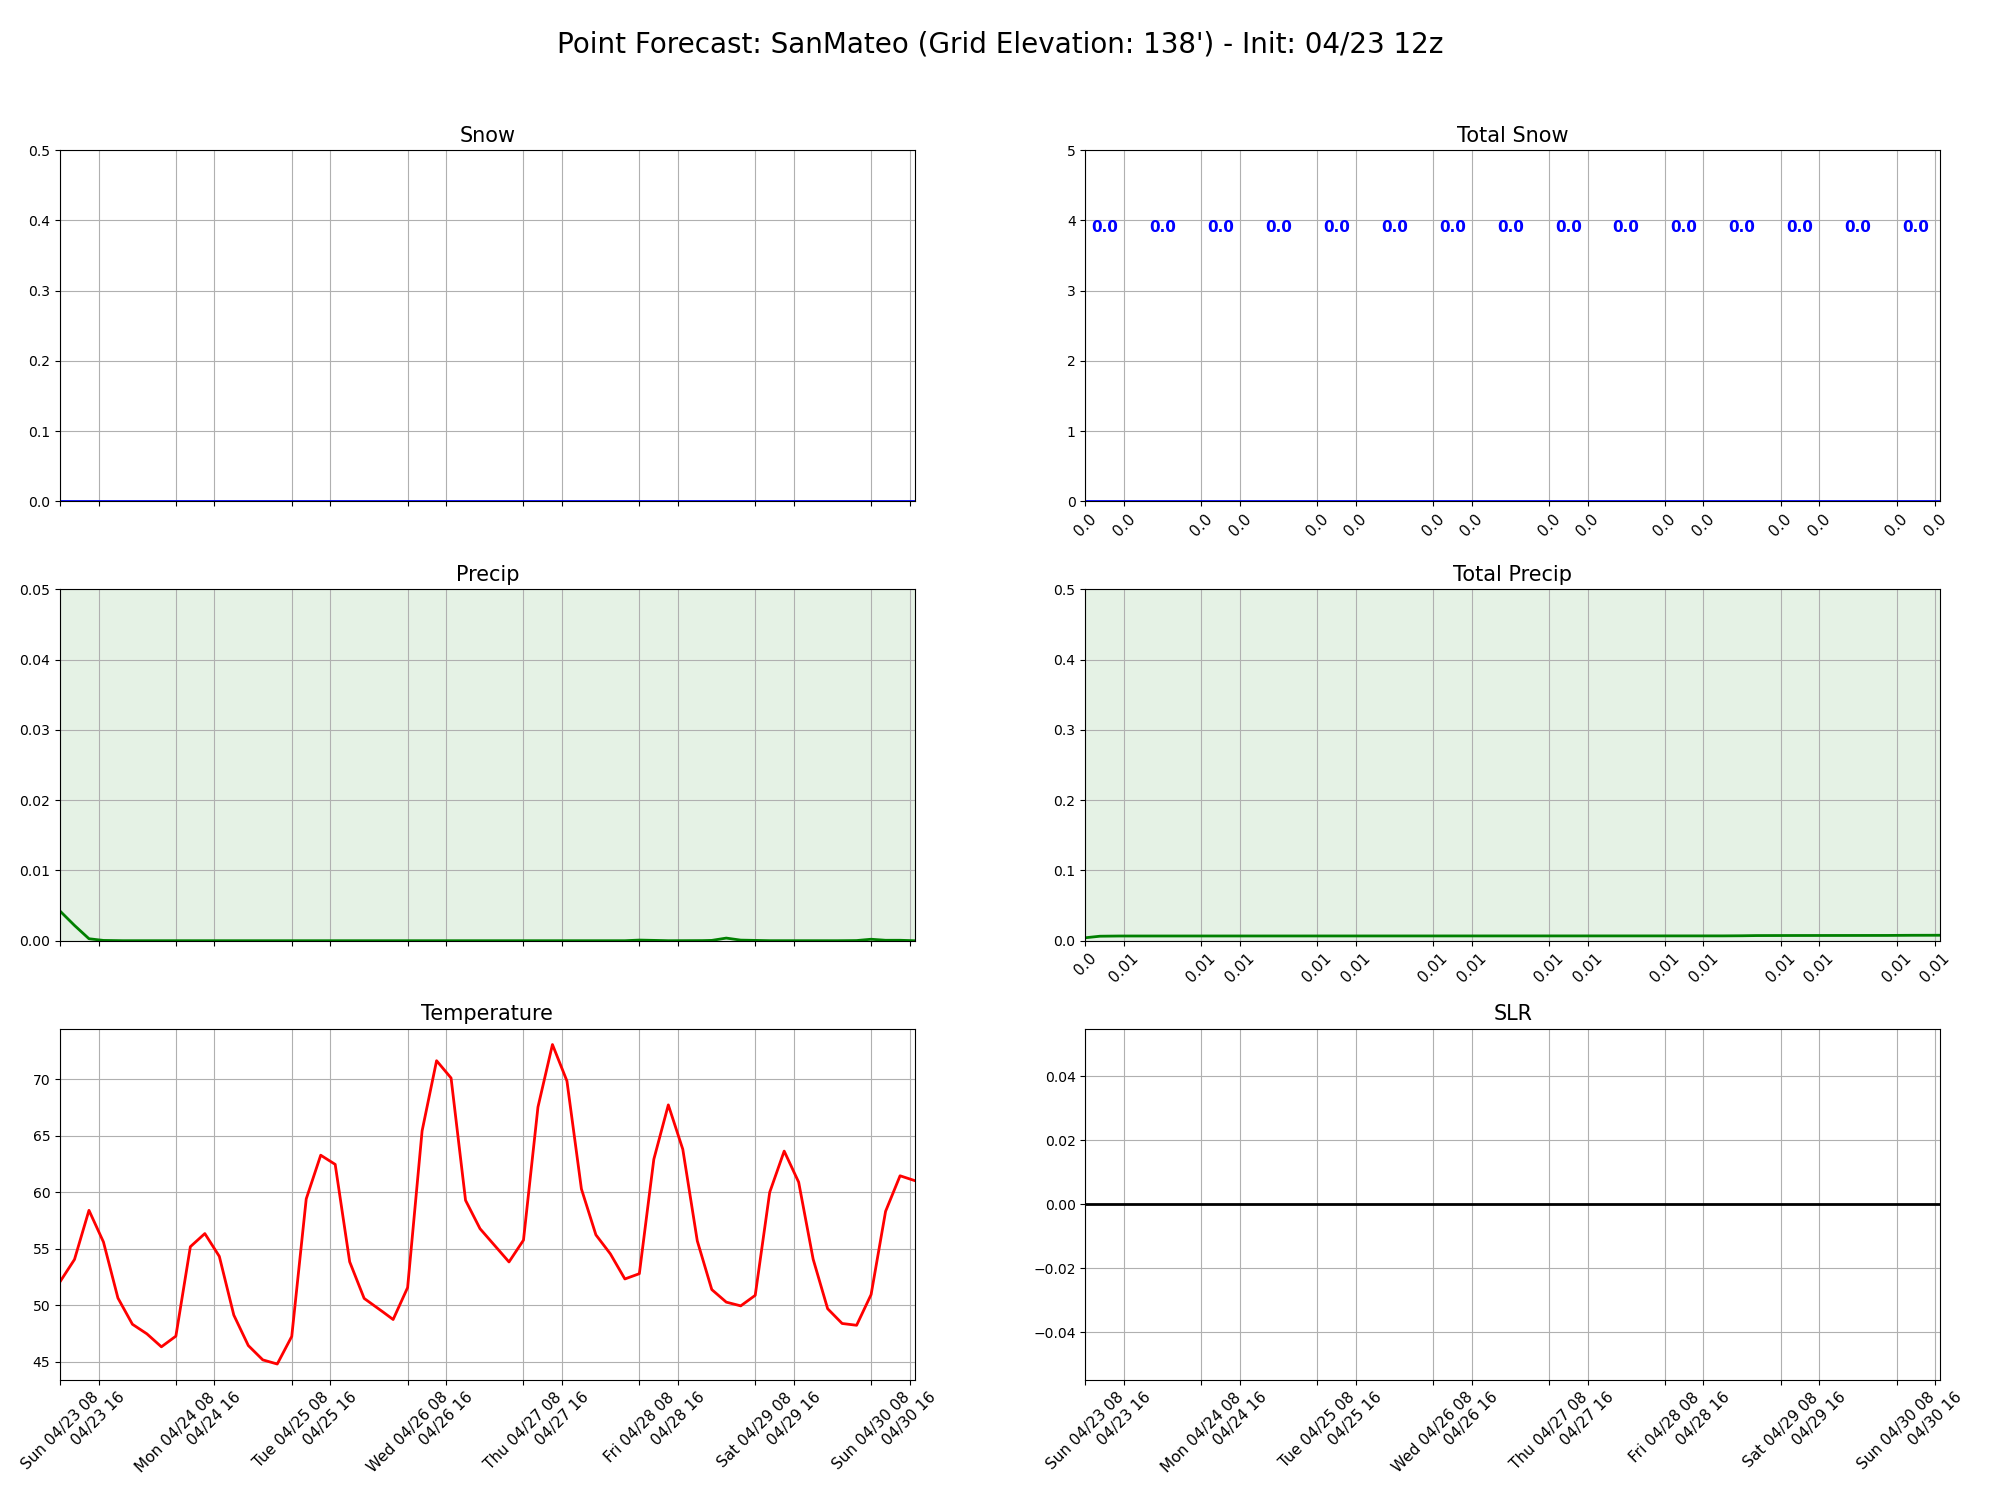 Point Forecast: SanMateo (Grid Elevation: 138') - Init: 04/23 12z
Snow
0.5
0.4
0.3
0.2
0.1
0.0
Total Snow
5
4
3
2
1
0
0.0 0.0 0.0 0.0 0.0 0.0 0.0 0.0 0.0 0.0 0.0 0.0 0.0 0.0 0.0
0.0 0.0 0.0 0.0 0.0 0.0 0.0 0.0 0.0 0.0 0.0 0.0 0.0 0.0 0.0 0.0
Precip
0.05
0.04
0.03
0.02
0.01
0.00
Total Precip
0.5
0.4
0.3
0.2
0.1
0.0
0.0 0.01 0.01 0.01 0.01 0.01 0.01 0.01 0.01 0.01 0.01 0.01 0.01 0.01 0.01 0.01
Temperature
70
65
60
55
50
45
Sun 04/23 08
04/23 16
Mon 04/24 08
04/24 16
Tue 04/25 08
04/25 16
Wed 04/26 08
04/26 16
Thu 04/27 08
04/27 16
Fri 04/28 08
04/28 16
Sat 04/29 08
04/29 16
Sun 04/30 08
04/30 16
SLR
0.04
0.02
0.00
−0.02
−0.04
Sun 04/23 08
04/23 16
Mon 04/24 08
04/24 16
Tue 04/25 08
04/25 16
Wed 04/26 08
04/26 16
Thu 04/27 08
04/27 16
Fri 04/28 08
04/28 16
Sat 04/29 08
04/29 16
Sun 04/30 08
04/30 16